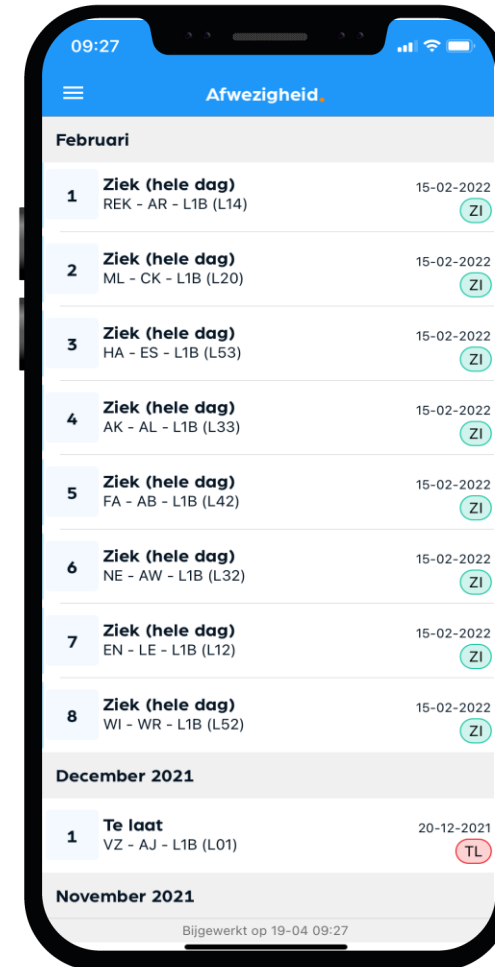 09:27
Afwezigheid.
Februari
1 Ziek (hele dag) 15-02-2022
REK - AR - L1B (L14) ZI
2 Ziek (hele dag) 15-02-2022
ML - CK - L1B (L20) ZI
3 Ziek (hele dag) 15-02-2022
HA - ES - L1B (L53) ZI
4 Ziek (hele dag) 15-02-2022
AK - AL - L1B (L33) ZI
5 Ziek (hele dag) 15-02-2022
FA - AB - L1B (L42) ZI
6 Ziek (hele dag) 15-02-2022
NE - AW - L1B (L32) ZI
7 Ziek (hele dag) 15-02-2022
EN - LE - L1B (L12) ZI
8 Ziek (hele dag) 15-02-2022
WI - WR - L1B (L52) ZI
December 2021
1 Te laat 20-12-2021
VZ - AJ - L1B (L01) TL
November 2021
Bijgewerkt op 19-04 09:27